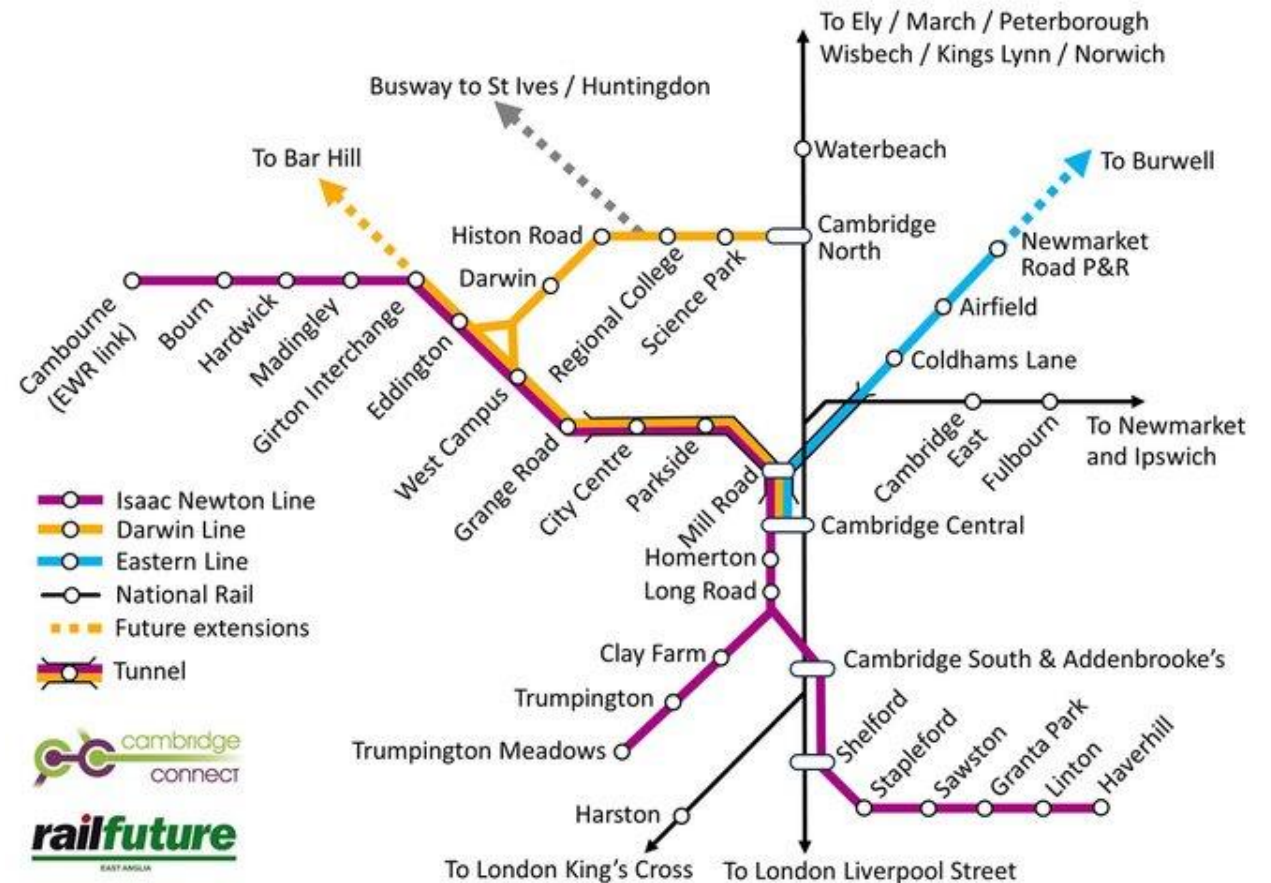 To Ely / March / Peterborough
Wisbech / Kings Lynn / Norwich
Busway to St Ives / Huntingdon
To Bar Hill
Waterbeach
To Burwell
Histon Road
Cambridge
North
Newmarket
Road P&R
Darwin
Regional College
Science Park
Airfield
Cambourne
(EWR link)
Bourn
Hardwick
Madingley
Girton Interchange
Eddington
West Campus
Grange Road
City Centre
Parkside
Mill Road
Coldhams Lane
Cambridge
East
Fulbourn
To Newmarket
and Ipswich
Cambridge Central
Homerton
Long Road
Clay Farm
Trumpington
Trumpington Meadows
Cambridge South & Addenbrooke's
Shelford
Stapleford
Sawston
Granta Park
Linton
Haverhill
Harston
To London King's Cross
To London Liverpool Street
Isaac Newton Line
Darwin Line
Eastern Line
National Rail
Future extensions
Tunnel
cambridge
connect
railfuture
EAST ANGLIA